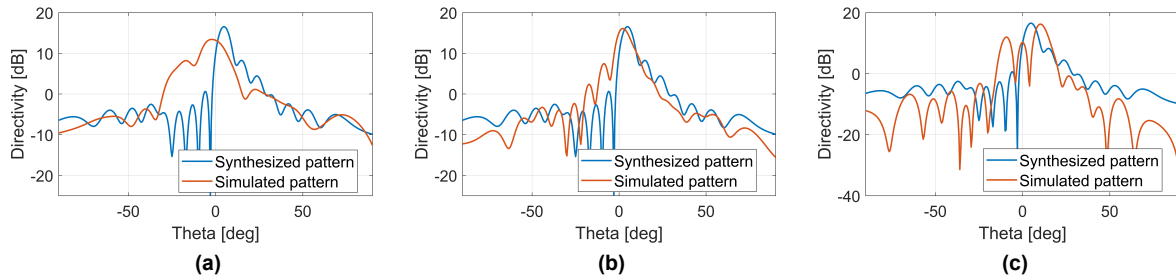 20
10
0
-10
-20
Directivity [dB]
-50
0
50
Theta [deg]
Synthesized pattern
Simulated pattern
(a)
20
10
0
-10
-20
Directivity [dB]
-50
0
50
Theta [deg]
Synthesized pattern
Simulated pattern
(b)
20
0
-20
-40
Directivity [dB]
-50
0
50
Theta [deg]
Synthesized pattern
Simulated pattern
(c)